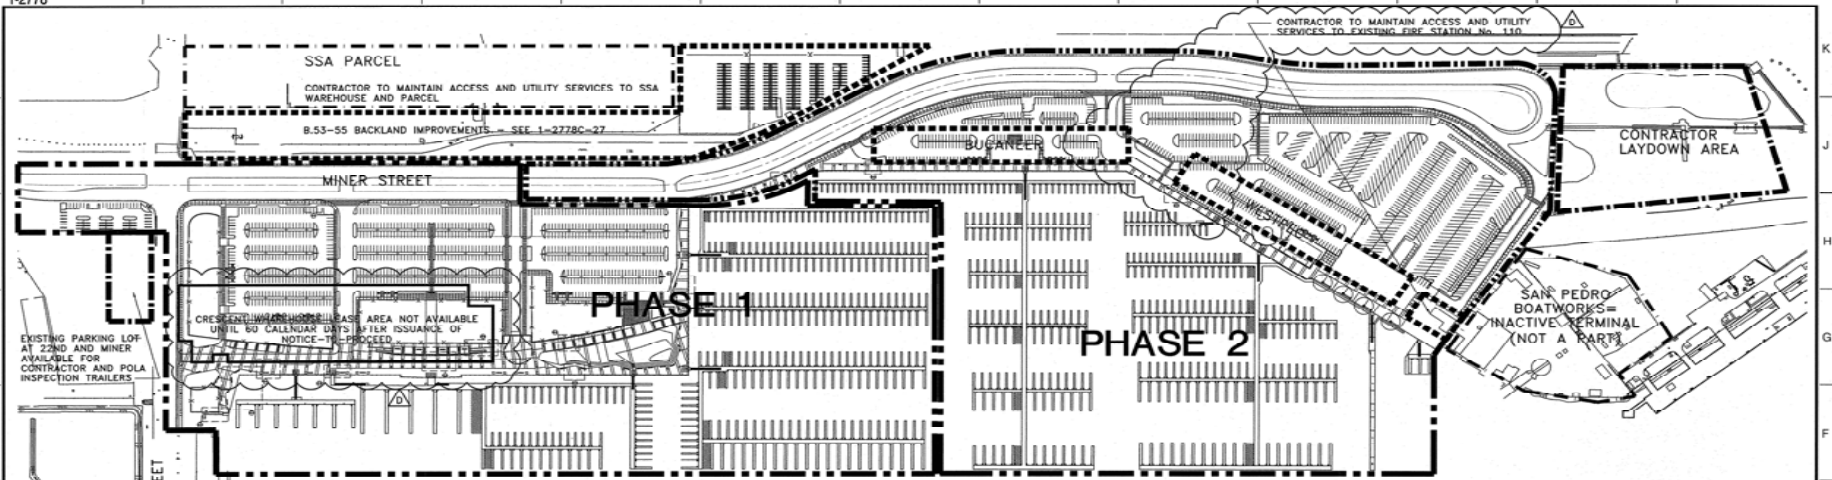 1-2778
CONTRACTOR TO MAINTAIN ACCESS AND UTILITY
SERVICES TO EXISTING FIRE STATION No. 110
D
K
SSA PARCEL
CONTRACTOR TO MAINTAIN ACCESS AND UTILITY SERVICES TO SSA
WAREHOUSE AND PARCEL
B.53-55 BACKLAND IMPROVEMENTS - SEE 1-2778C-27
BUCANEER
CONTRACTOR
LAYDOWN AREA
J
MINER STREET
H
PHASE 1
PHASE 2
CRESCENT WAREHOUSE LEASE AREA NOT AVAILABLE
UNTIL 60 CALENDAR DAYS AFTER ISSUANCE OF
NOTICE-TO-PROCEED
SAN PEDRO
BOATWORKS=
INACTIVE TERMINAL
(NOT A PART)
G
EXISTING PARKING LOT
AT 22ND AND MINER
AVAILABLE FOR
CONTRACTOR AND POLA
INSPECTION TRAILERS
D
F
EET